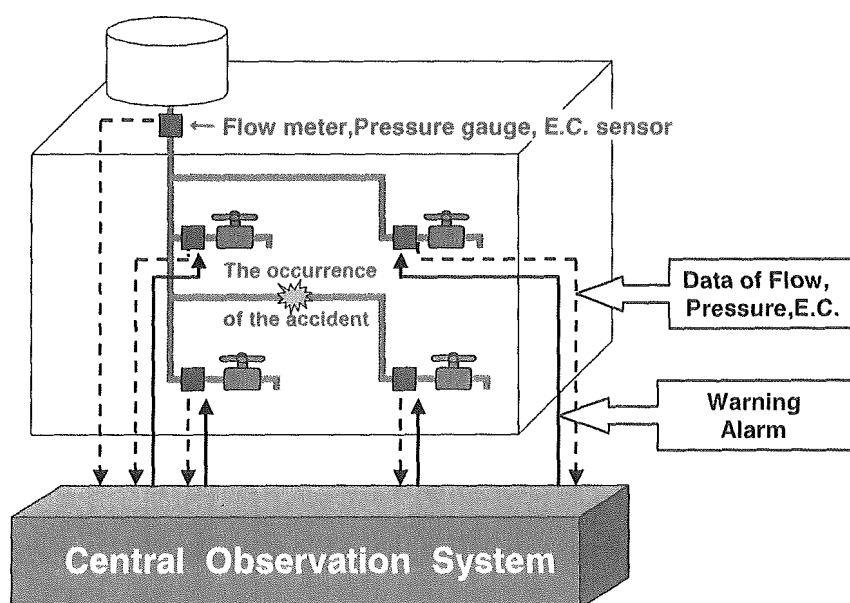 ← Flow meter,Pressure gauge, E.C. sensor
The occurrence
of the accident
Data of Flow,
Pressure,E.C.
Warning
Alarm
Central Observation System